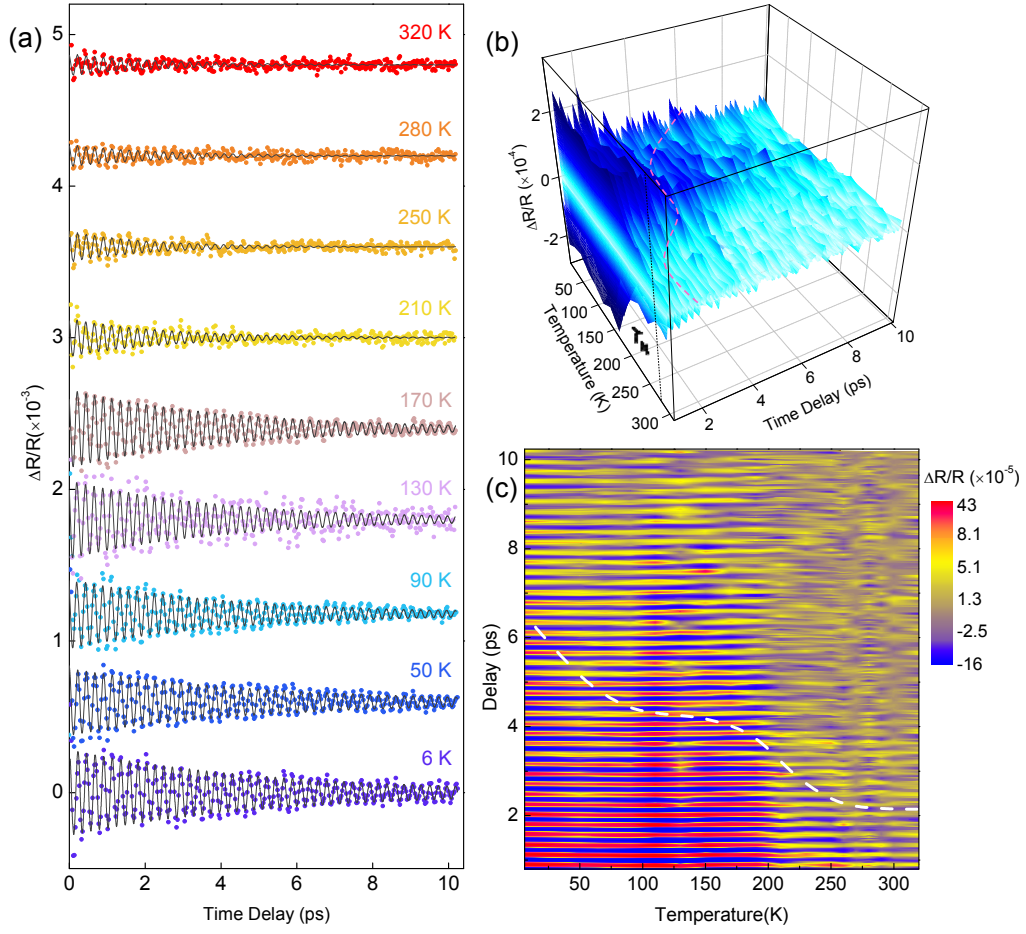 (a)
320 K
280 K
250 K
210 K
170 K
130 K
90 K
50 K
6 K
5
4
3
2
1
0
ΔR/R(×10⁻³)
0 2 4 6 8 10
Time Delay (ps)
(b)
2
0
-2
ΔR/R (×10⁻⁴)
50
100
150
200
250
300
Temperature (K)
T_N
2 4 6 8 10
Time Delay (ps)
(c)
10
8
6
4
2
Delay (ps)
50 100 150 200 250 300
Temperature(K)
ΔR/R (×10⁻⁵)
43
8.1
5.1
1.3
-2.5
-16